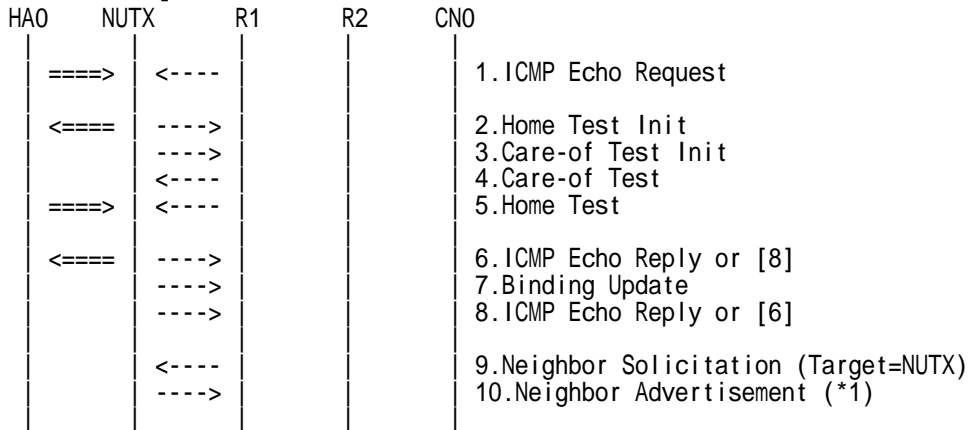 HA0 NUTX R1 R2 CN0
====> <---- 1.ICMP Echo Request
<==== ----> 2.Home Test Init
----> 3.Care-of Test Init
<---- 4.Care-of Test
====> <---- 5.Home Test
<==== ----> 6.ICMP Echo Reply or [8]
----> 7.Binding Update
----> 8.ICMP Echo Reply or [6]
<---- 9.Neighbor Solicitation (Target=NUTX)
----> 10.Neighbor Advertisement (*1)